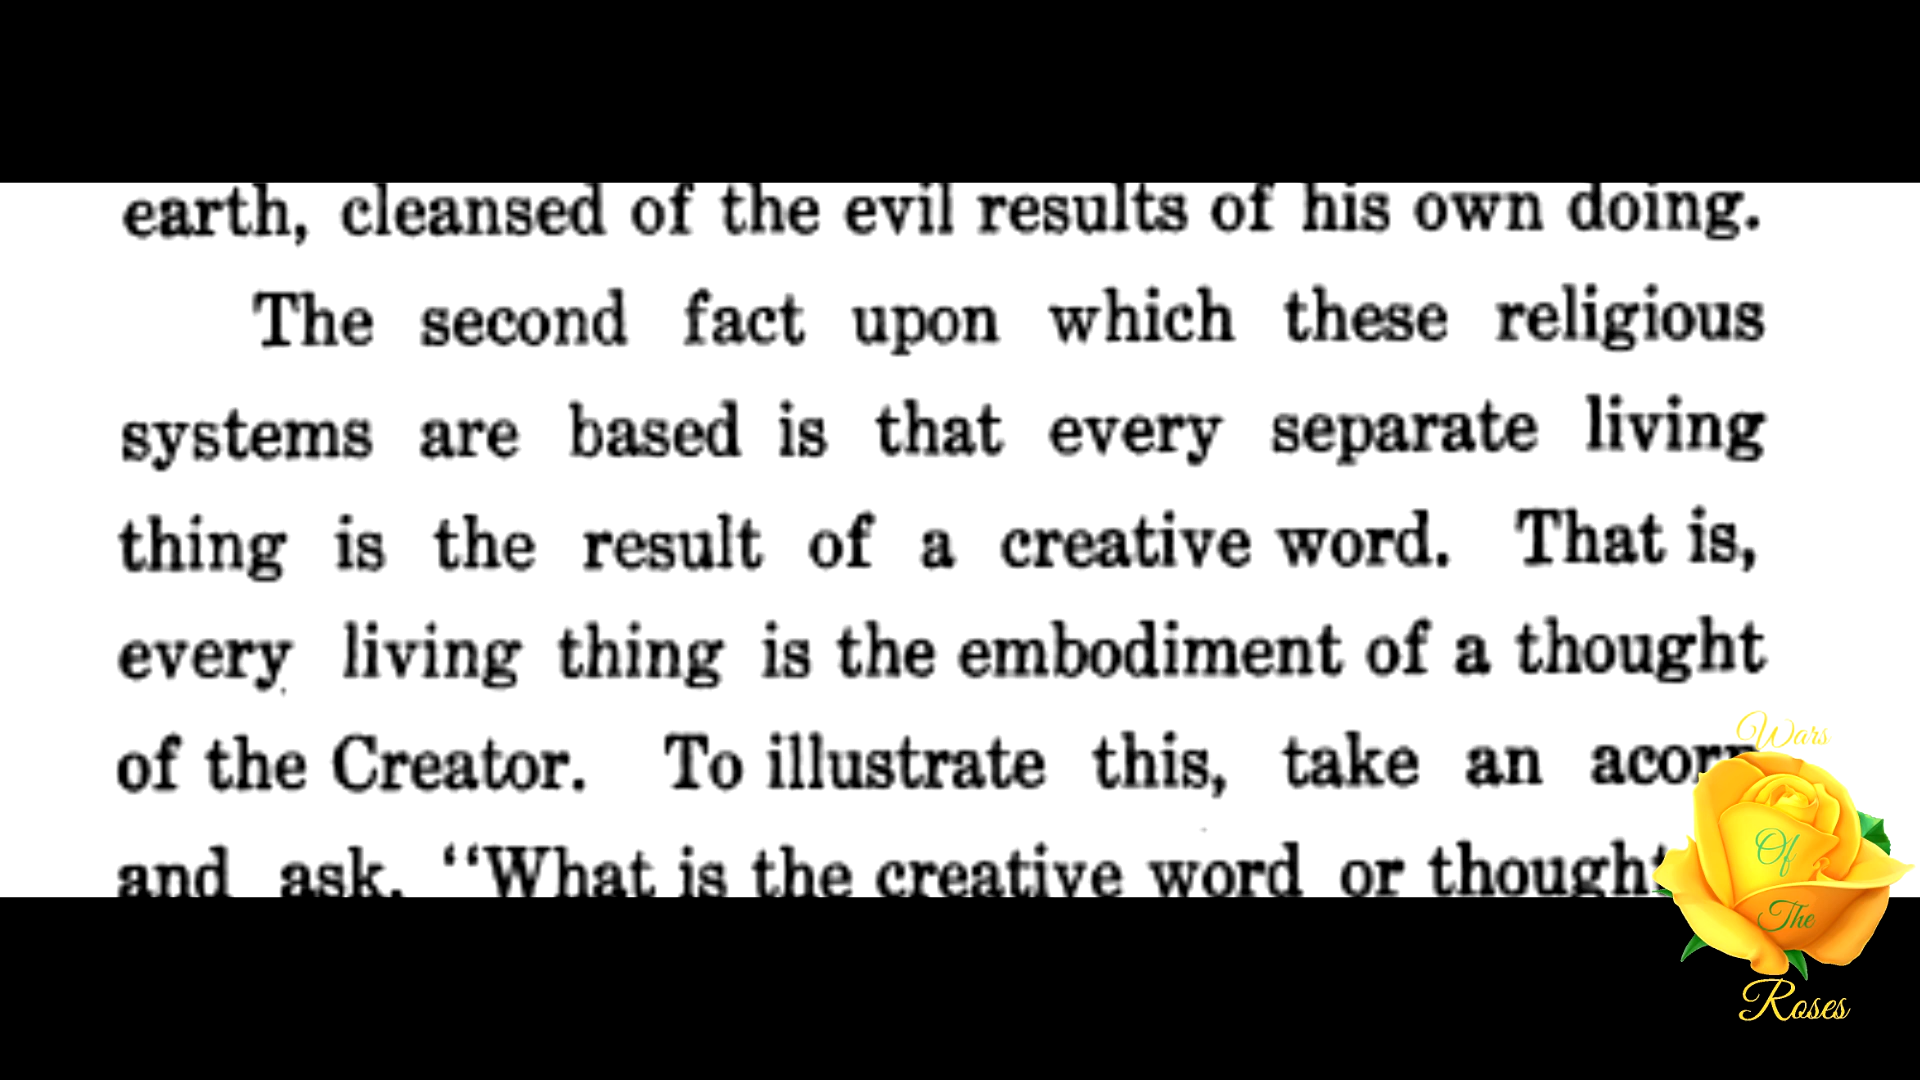 earth, cleansed of the evil results of his own doing.
The second fact upon which these religious
systems are based is that every separate living
thing is the result of a creative word. That is,
every living thing is the embodiment of a thought
of the Creator. To illustrate this, take an acorn
and ask, “What is the creative word or thought
Wars
Of
The
Roses